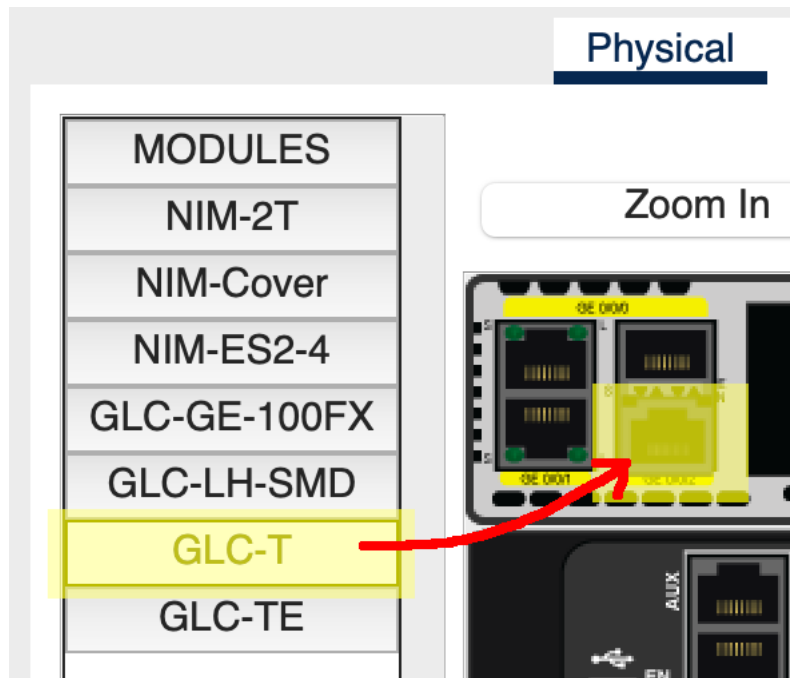 Physical
MODULES
NIM-2T
NIM-Cover
NIM-ES2-4
GLC-GE-100FX
GLC-LH-SMD
GLC-T
GLC-TE
Zoom In
GE 0/0/0
GE 0/0/1
GE 0/0/2
AUX
EN